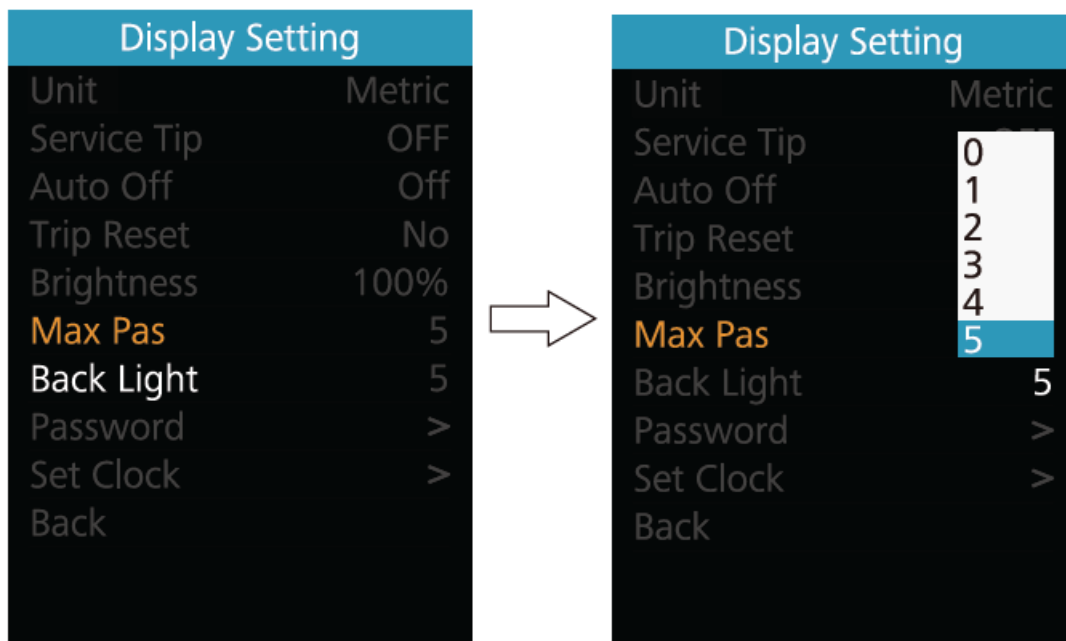 Display Setting
Unit Metric
Service Tip OFF
Auto Off Off
Trip Reset No
Brightness 100%
Max Pas 5
Back Light 5
Password >
Set Clock >
Back
Display Setting
Unit Metric
Service Tip
Auto Off
Trip Reset
Brightness
Max Pas
0
1
2
3
4
5
Back Light 5
Password >
Set Clock >
Back